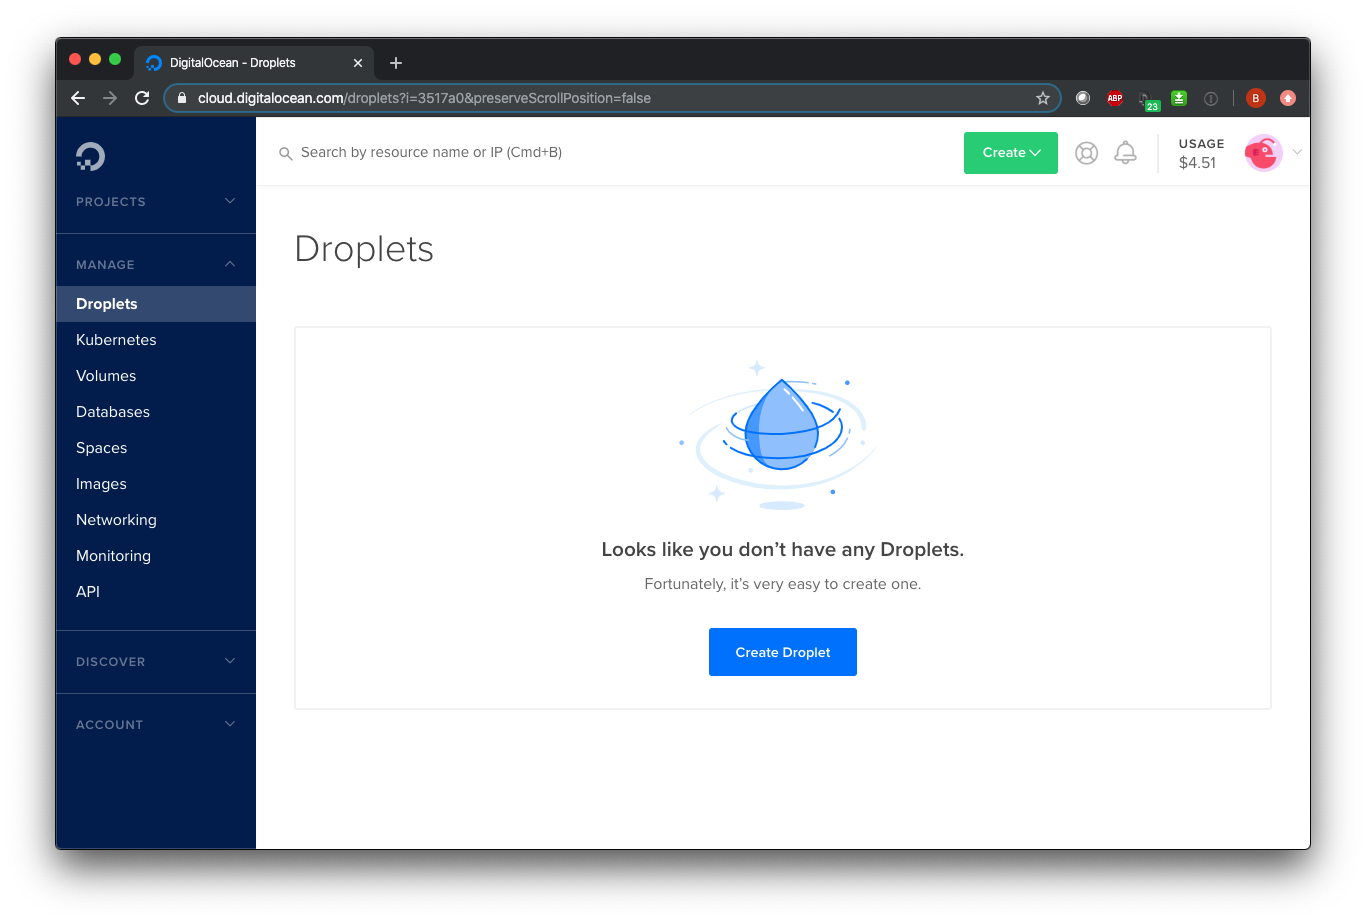 DigitalOcean - Droplets
cloud.digitalocean.com/droplets?i=3517a0&preserveScrollPosition=false
ABP
23
B
Search by resource name or IP (Cmd+B)
Create
USAGE
$4.51
PROJECTS
MANAGE
Droplets
Kubernetes
Volumes
Databases
Spaces
Images
Networking
Monitoring
API
DISCOVER
ACCOUNT
Droplets
Looks like you don’t have any Droplets.
Fortunately, it’s very easy to create one.
Create Droplet